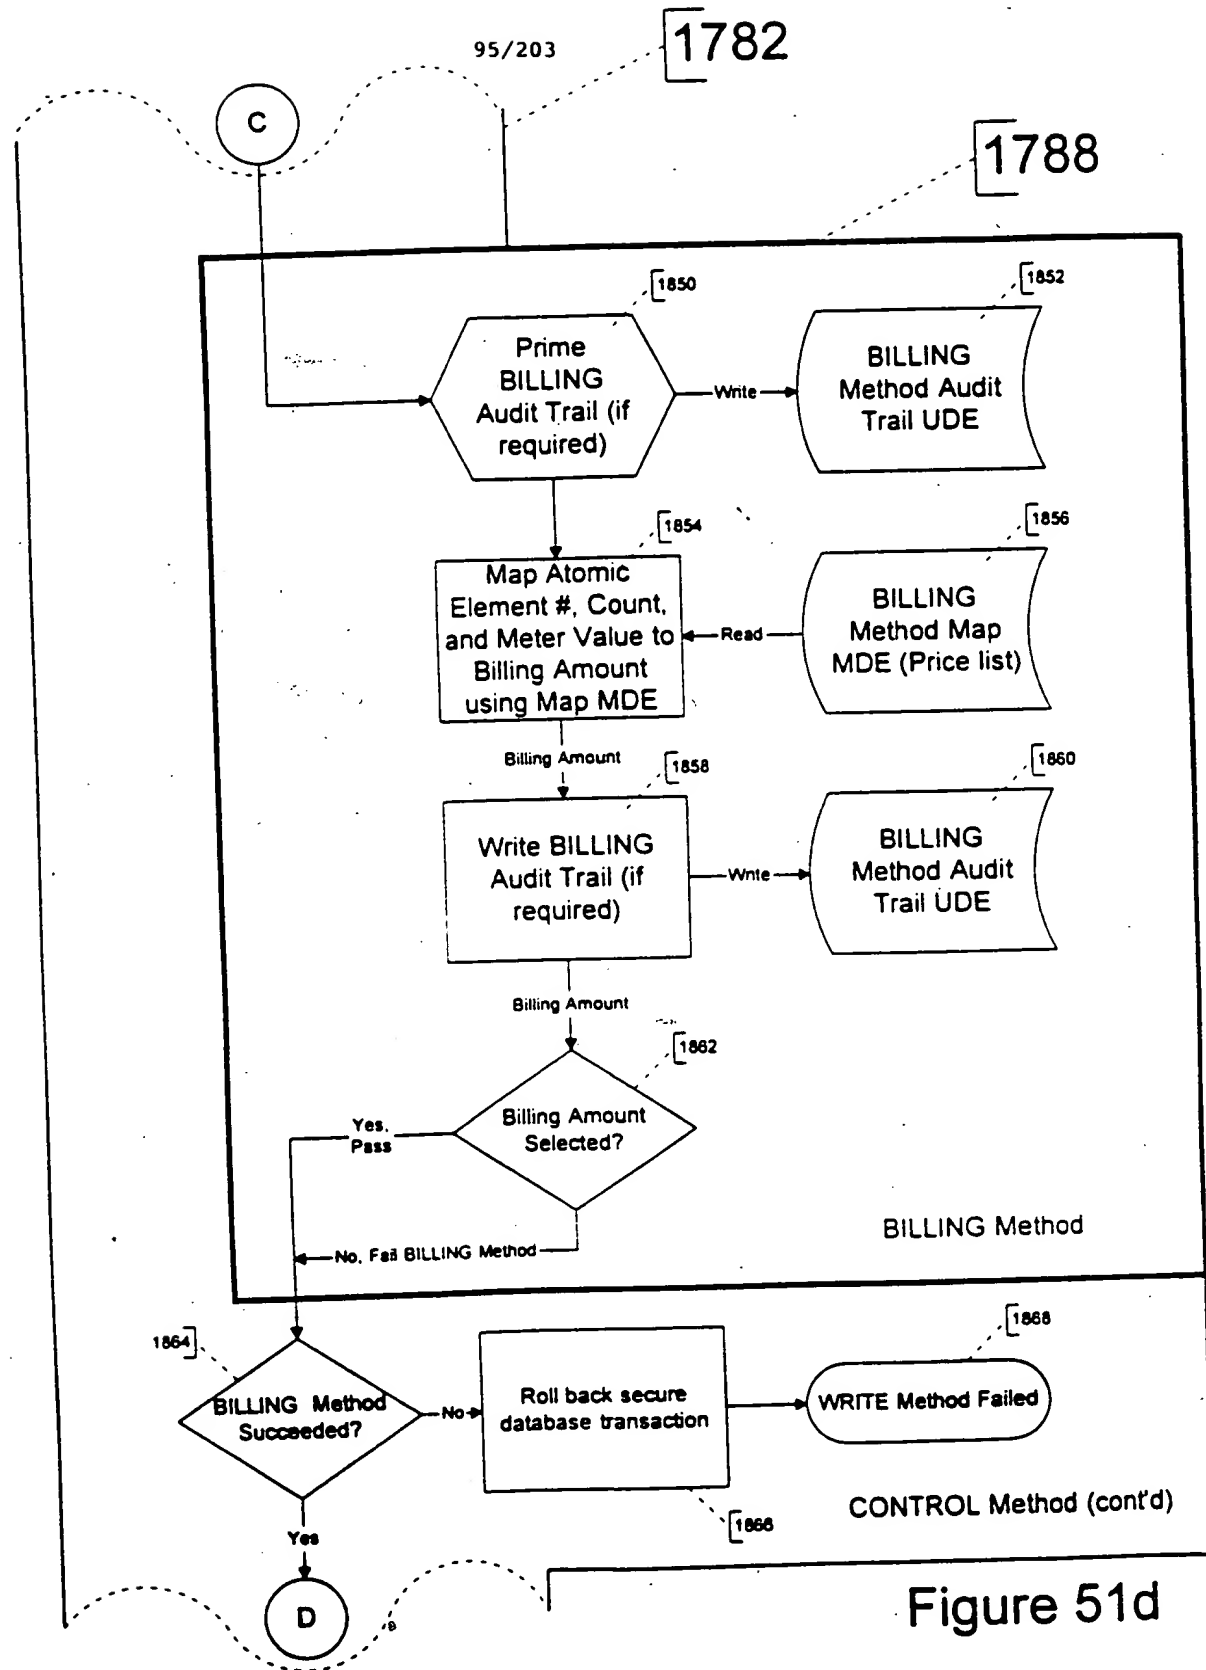 95/203
1782
C
1788
1850
1852
Prime
BILLING
Audit Trail (if
required)
Write
BILLING
Method Audit
Trail UDE
1854
1856
Map Atomic
Element #, Count,
and Meter Value to
Billing Amount
using Map MDE
Read
BILLING
Method Map
MDE (Price list)
Billing Amount
1858
1860
Write BILLING
Audit Trail (if
required)
Write
BILLING
Method Audit
Trail UDE
Billing Amount
1862
Billing Amount
Selected?
Yes,
Pass
No, Fail BILLING Method
BILLING Method
1864
1868
BILLING Method
Succeeded?
No
Roll back secure
database transaction
WRITE Method Failed
1866
CONTROL Method (cont'd)
Yes
D
Figure 51d